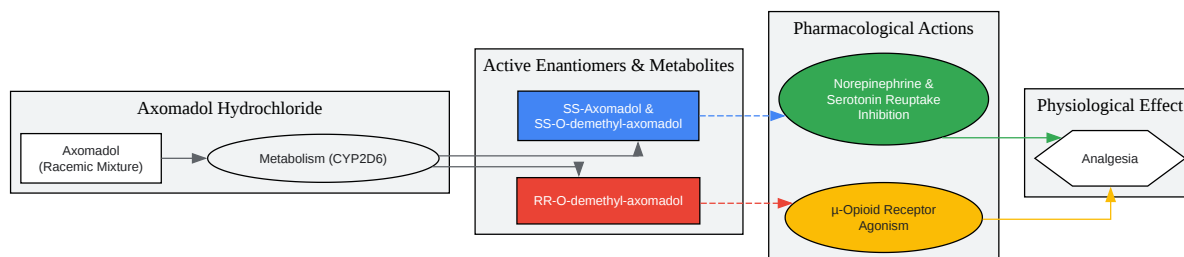 Axomadol Hydrochloride
Axomadol
(Racemic Mixture)
Metabolism (CYP2D6)
Active Enantiomers & Metabolites
SS-Axomadol &
SS-O-demethyl-axomadol
RR-O-demethyl-axomadol
Pharmacological Actions
Norepinephrine &
Serotonin Reuptake
Inhibition
µ-Opioid Receptor
Agonism
Physiological Effect
Analgesia